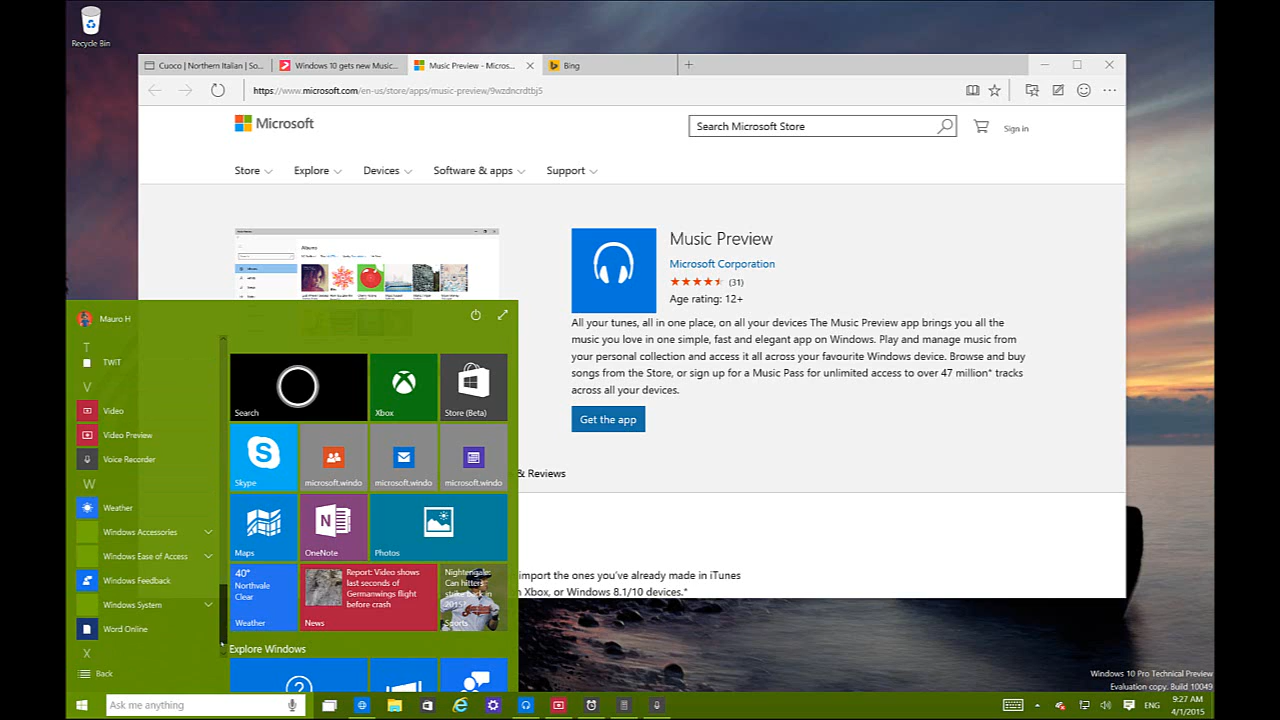 Recycle Bin
Cuoco | Northern Italian | So...
Windows 10 gets new Music...
Music Preview - Micros...
Bing
https://www.microsoft.com/en-us/store/apps/music-preview/9wzdncrdtbj5
Microsoft
Search Microsoft Store
Sign in
Store
Explore
Devices
Software & apps
Support
Albums
Music Preview
Microsoft Corporation
(31)
Age rating: 12+
All your tunes, all in one place, on all your devices The Music Preview app brings you all the
music you love in one simple, fast and elegant app on Windows. Play and manage music from
your personal collection and access it all across your favourite Windows device. Browse and buy
songs from the Store, or sign up for a Music Pass for unlimited access to over 47 million* tracks
across all your devices.
Get the app
& Reviews
import the ones you've already made in iTunes
Xbox, or Windows 8.1/10 devices.*
Mauro H
T
TWiT
V
Video
Video Preview
Voice Recorder
W
Weather
Windows Accessories
Windows Ease of Access
Windows Feedback
Windows System
Word Online
X
Back
Search
Xbox
Store (Beta)
Skype
microsoft.windo
microsoft.windo
microsoft.windo
Maps
OneNote
Photos
40°
Northvale
Clear
Weather
Report: Video shows
last seconds of
Germanwings flight
before crash
News
Nightengale:
Can hitters
strike back in
2015?
Sports
Explore Windows
Ask me anything
Windows 10 Pro Technical Preview
Evaluation copy. Build 10049
ENG
9:27 AM
4/1/2015